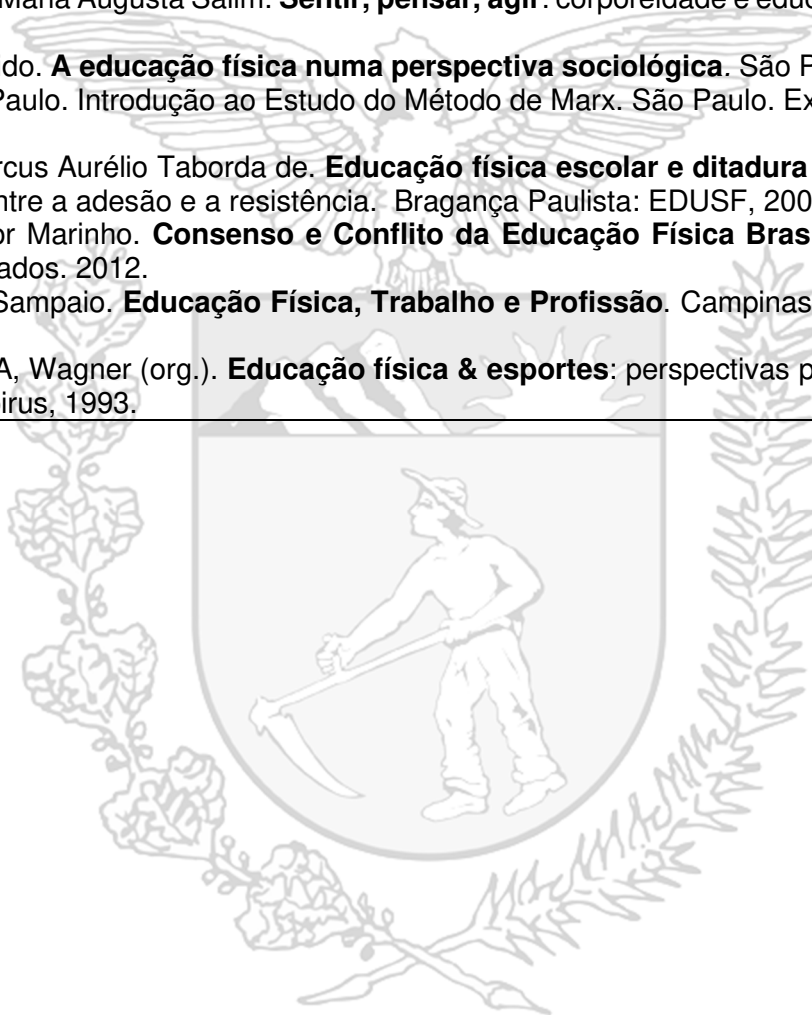 Maria Augusta Salim. Sentir, pensar, agir: corporeidade e educ
ido. A educação física numa perspectiva sociológica. São P
Paulo. Introdução ao Estudo do Método de Marx. São Paulo. Ex
rcus Aurélio Taborda de. Educação física escolar e ditadura
ntre a adesão e a resistência. Bragança Paulista: EDUSF, 200
or Marinho. Consenso e Conflito da Educação Física Bras
ados. 2012.
Sampaio. Educação Física, Trabalho e Profissão. Campinas
A, Wagner (org.). Educação física & esportes: perspectivas p
pirus, 1993.